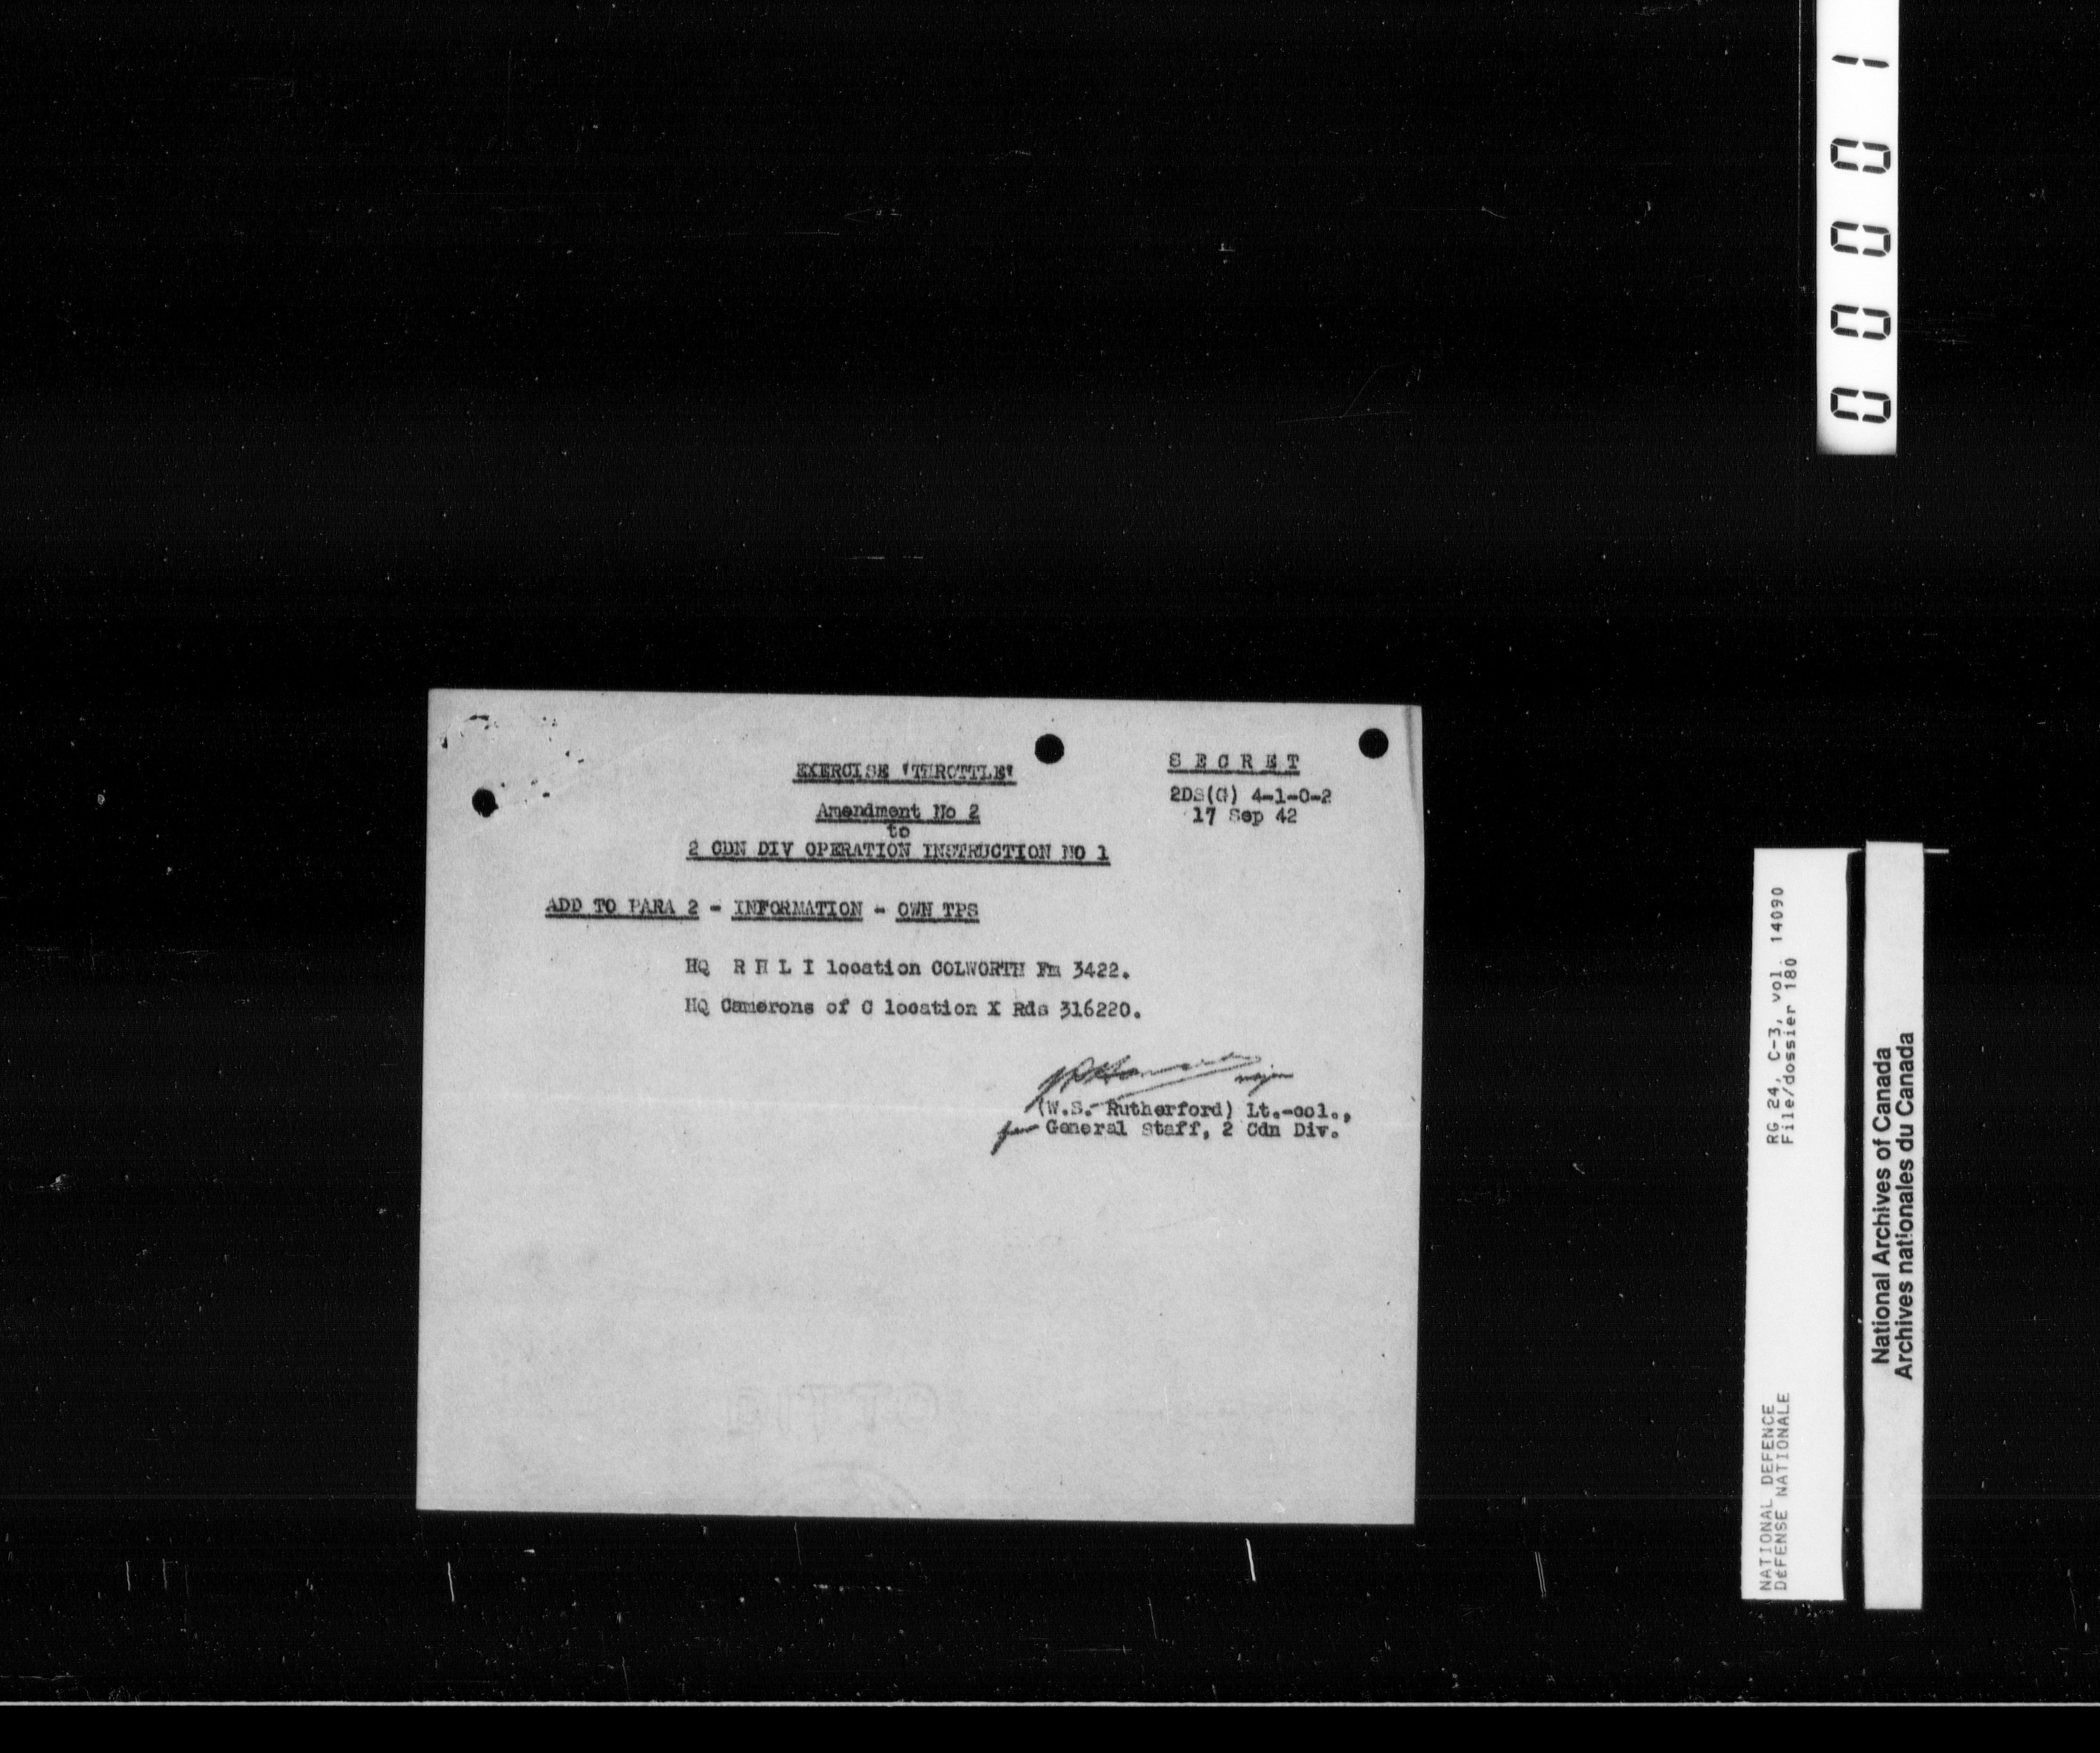 EXERCISE 'THROTTLE'
SECRET
2DS(G) 4-1-0-2
17 Sep 42
Amendment No 2
to
2 CDN DIV OPERATION INSTRUCTION NO 1
ADD TO PARA 2 - INFORMATION - OWN TPS
HQ R H L I location COLWORTH Fm 3422.
HQ Camerons of C location X Rds 316220.
major
(W.S. Rutherford) Lt.-col.,
for General Staff, 2 Cdn Div.
00001
RG 24, C-3, vol. 14090
File/dossier 180
NATIONAL DEFENCE
DÉFENSE NATIONALE
National Archives of Canada
Archives nationales du Canada